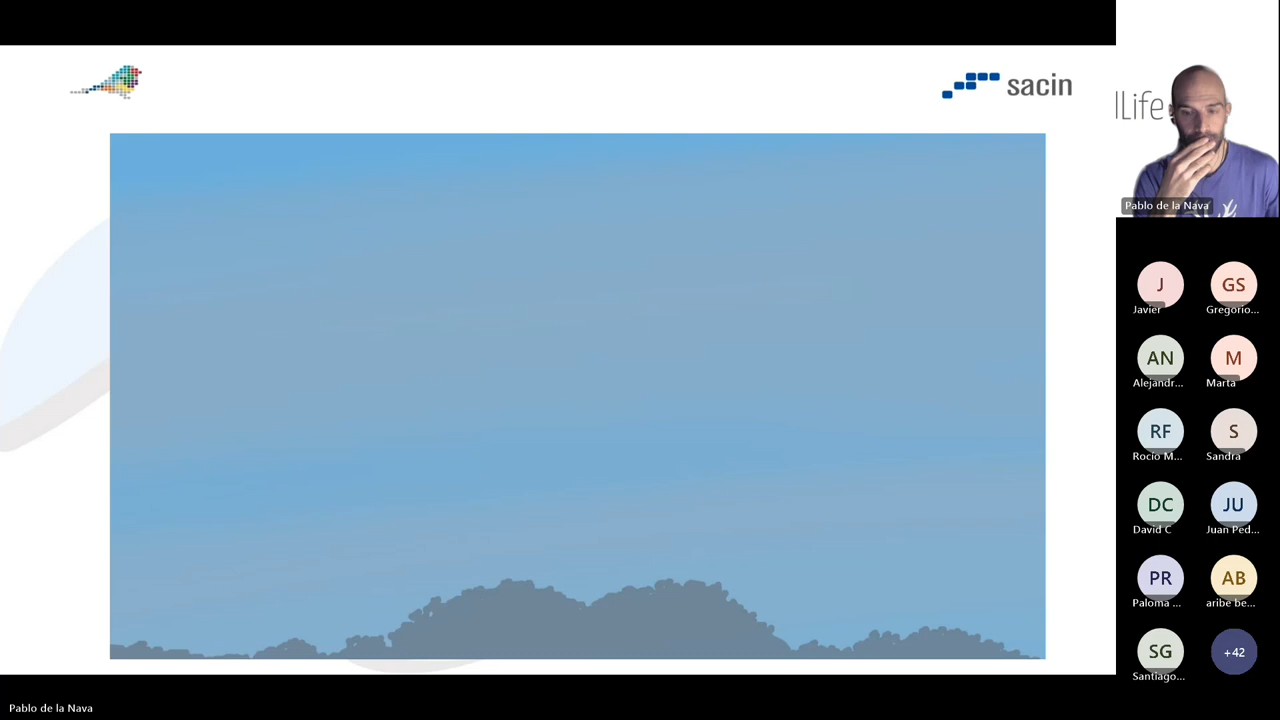 sacin
lLife
Pablo de la Nava
J
GS
Javier
Gregorio...
AN
M
Alejandr...
Marta
RF
S
Rocío M...
Sandra
DC
JU
David C
Juan Ped...
PR
AB
Paloma ...
aribe be...
SG
+42
Santiago...
Pablo de la Nava